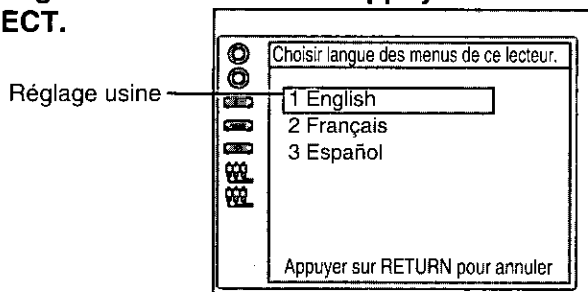 ECT.
Choisir langue des menus de ce lecteur.
Réglage usine
1 English
2 Français
3 Español
Appuyer sur RETURN pour annuler